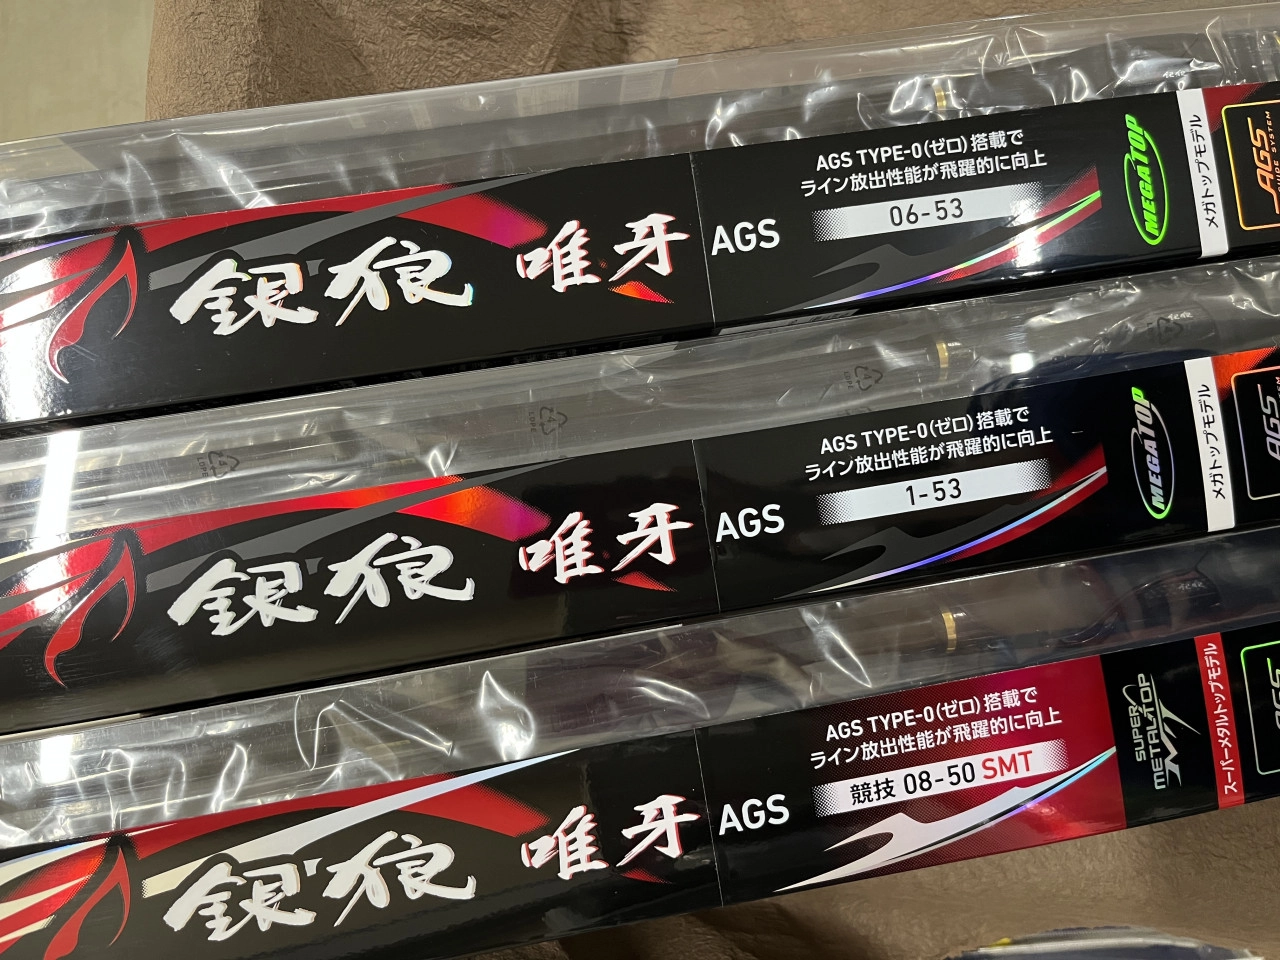 銀狼 唯牙 AGS
AGS TYPE-0(ゼロ)搭載で
ライン放出性能が飛躍的に向上
06-53
MEGATOP
メガトップモデル
AGS
銀狼 唯牙 AGS
AGS TYPE-0(ゼロ)搭載で
ライン放出性能が飛躍的に向上
1-53
MEGATOP
メガトップモデル
AGS
銀狼 唯牙 AGS
AGS TYPE-0(ゼロ)搭載で
ライン放出性能が飛躍的に向上
競技 08-50 SMT
SUPER
METAL TOP
スーパーメタルトップモデル
AGS